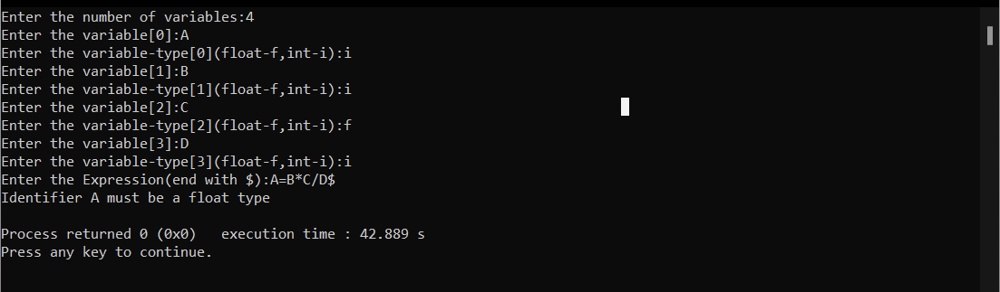 Enter the number of variables:4
Enter the variable[0]:A
Enter the variable-type[0](float-f,int-i):i
Enter the variable[1]:B
Enter the variable-type[1](float-f,int-i):i
Enter the variable[2]:C
Enter the variable-type[2](float-f,int-i):f
Enter the variable[3]:D
Enter the variable-type[3](float-f,int-i):i
Enter the Expression(end with $):A=B*C/D$
Identifier A must be a float type
Process returned 0 (0x0)   execution time : 42.889 s
Press any key to continue.